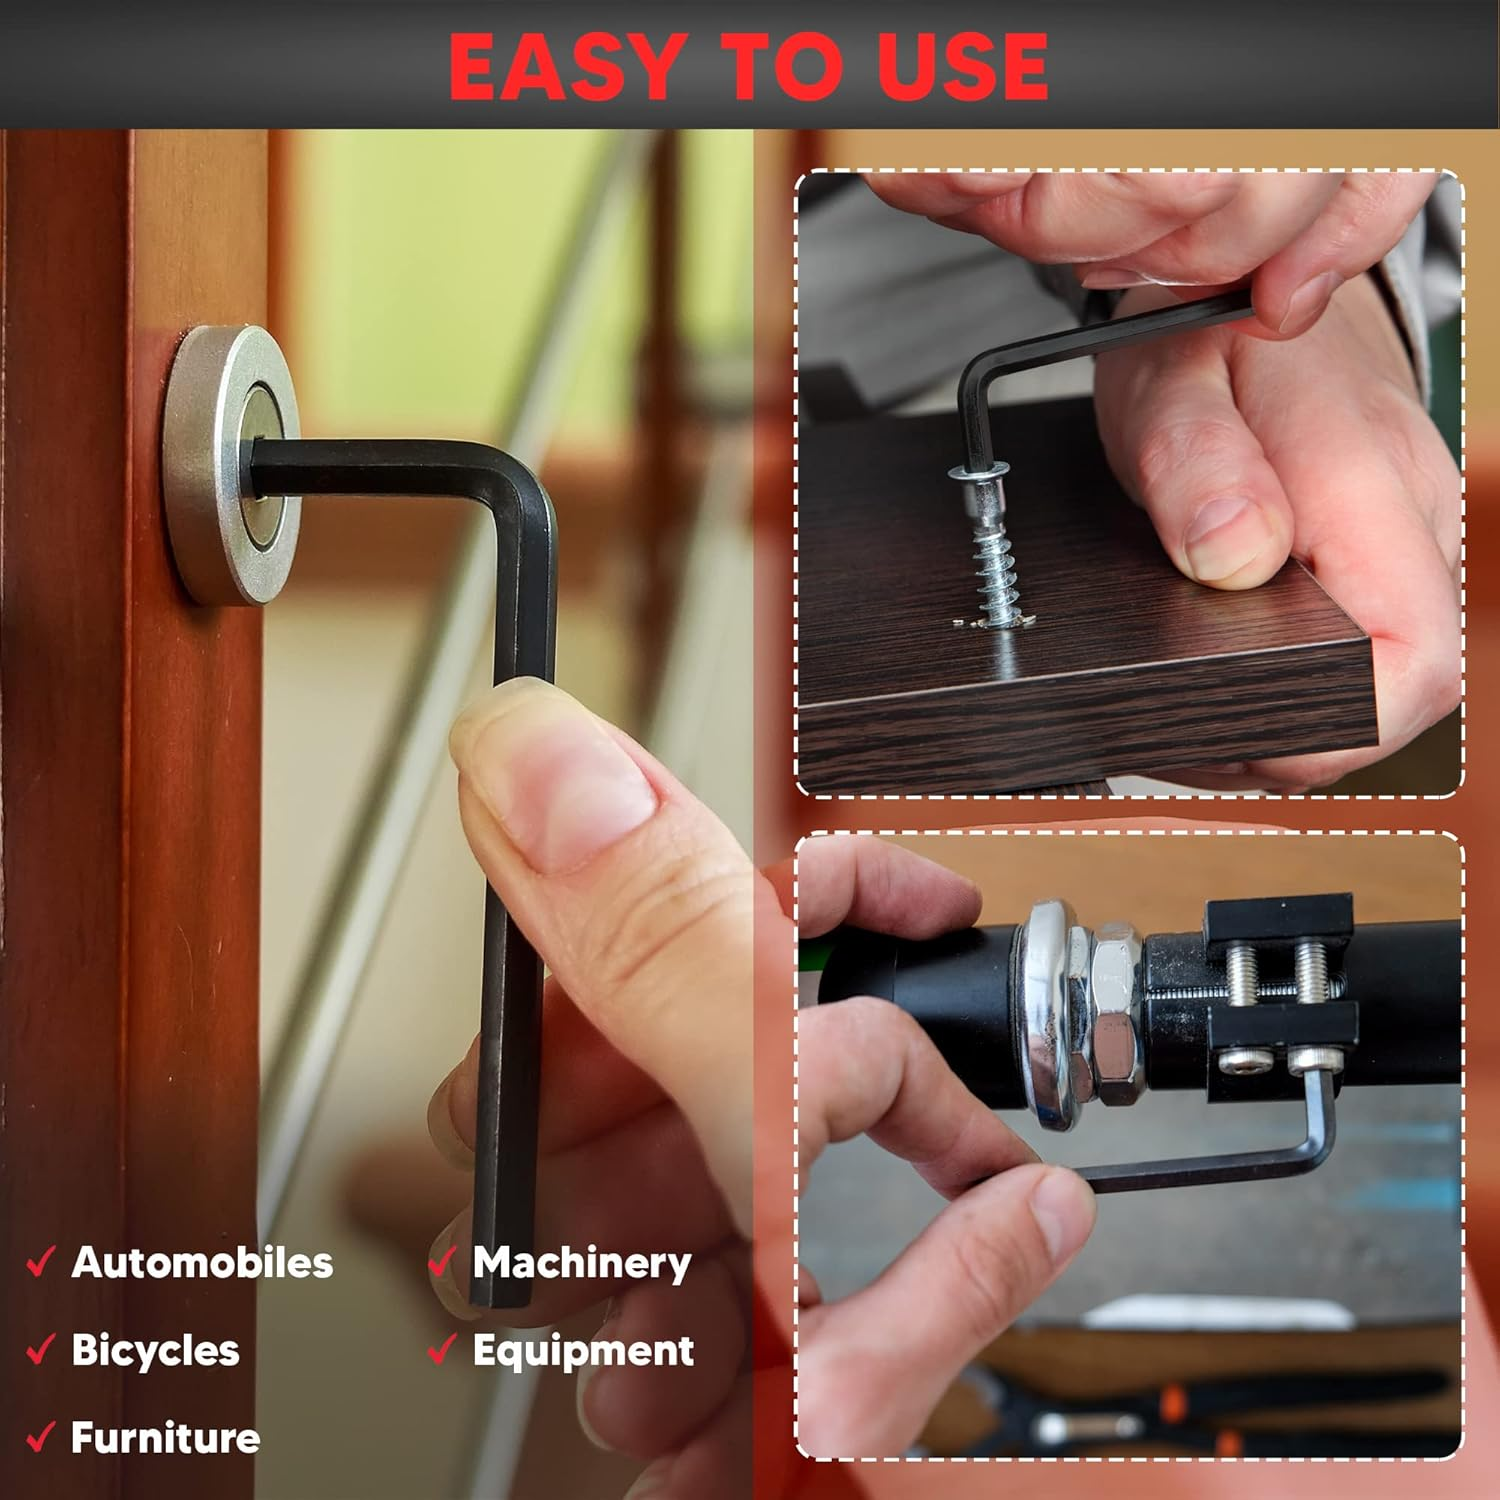 EASY TO USE
Automobiles
Bicycles
Furniture
Machinery
Equipment